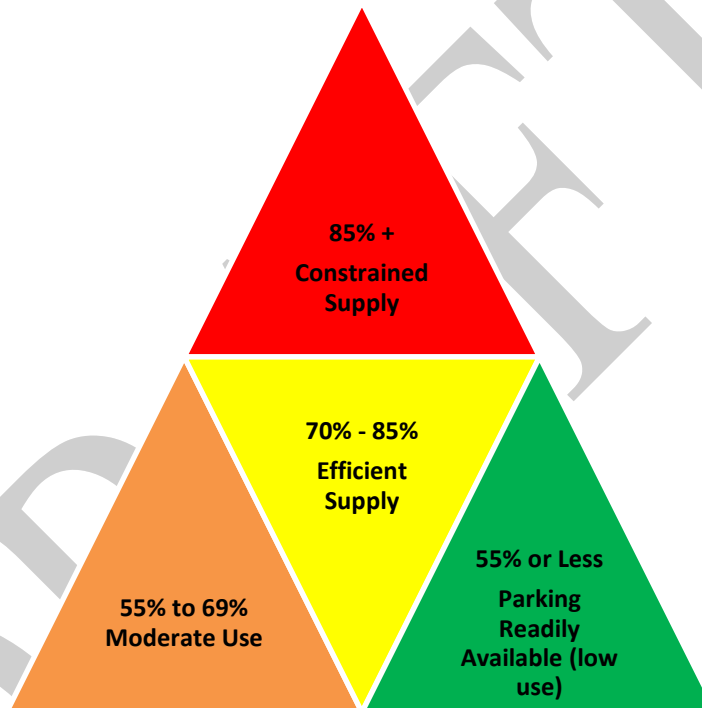 85% +
Constrained
Supply
70% - 85%
Efficient
Supply
55% to 69%
Moderate Use
55% or Less
Parking
Readily
Available (low
use)
DRAFT